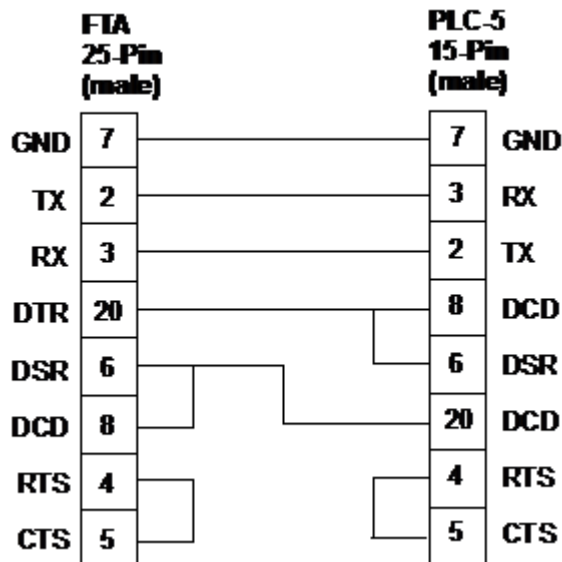 FTA PLC-5
25-Pin 15-Pin
(male) (male)
GND 7 7 GND
TX 2 3 RX
RX 3 2 TX
DTR 20 8 DCD
DSR 6 6 DSR
DCD 8 20 DCD
RTS 4 4 RTS
CTS 5 5 CTS